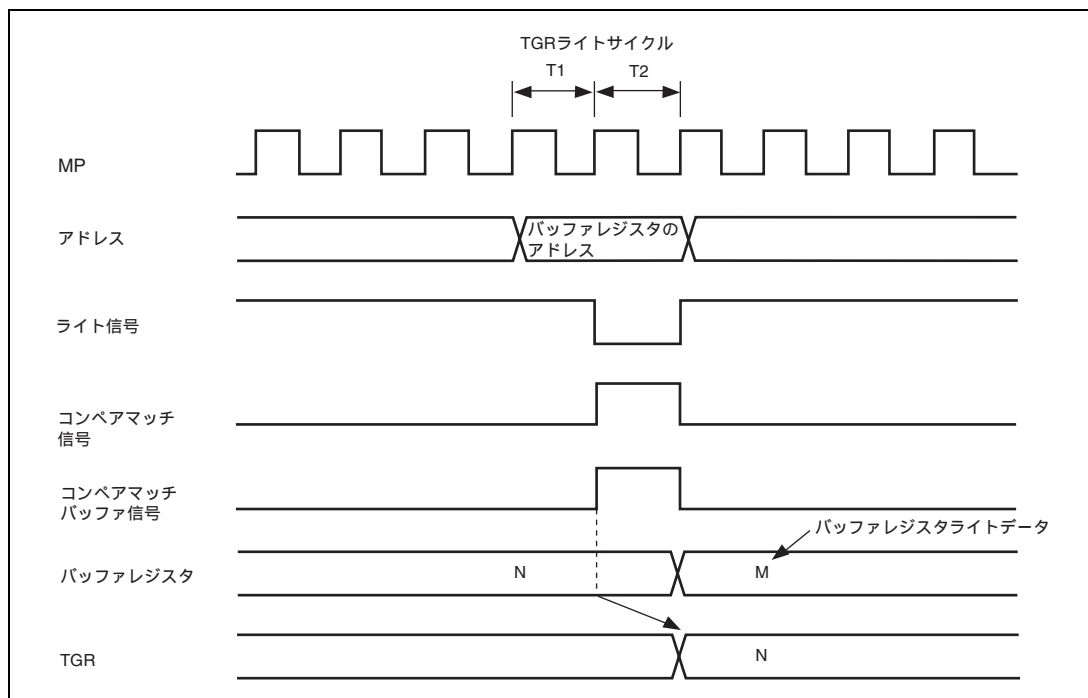 TGRライトサイクル
T1
T2
MP
アドレス
バッファレジスタの
アドレス
ライト信号
コンペアマッチ
信号
コンペアマッチ
バッファ信号
バッファレジスタライトデータ
バッファレジスタ
N
M
TGR
N